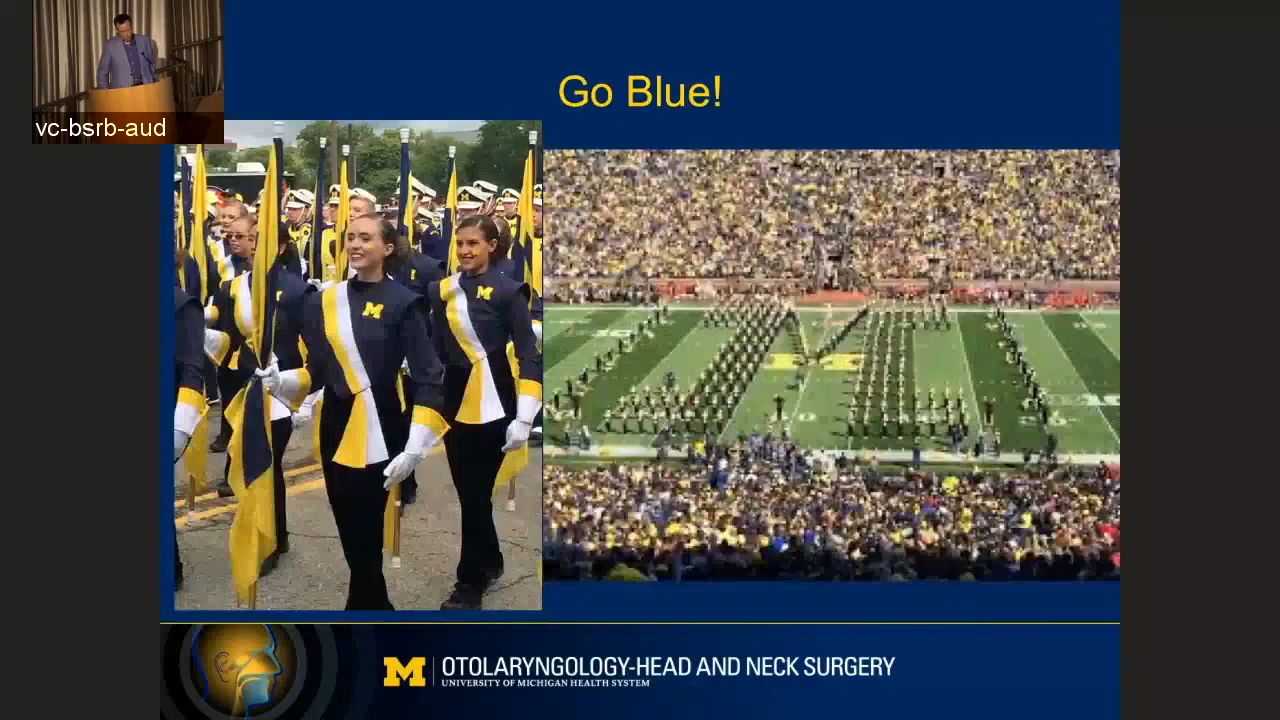 Go Blue!
vc-bsrb-aud
M
M
M
M OTOLARYNGOLOGY-HEAD AND NECK SURGERY
UNIVERSITY OF MICHIGAN HEALTH SYSTEM